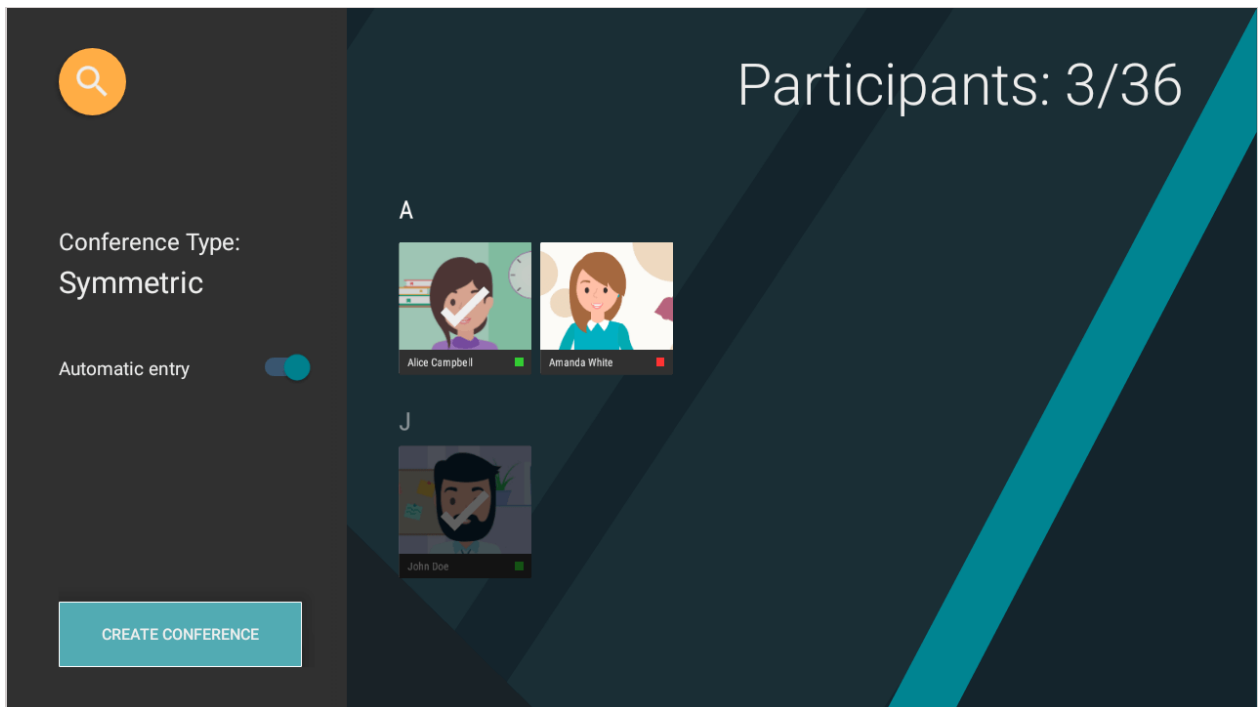 Participants: 3/36
Conference Type:
Symmetric
Automatic entry
CREATE CONFERENCE
A
Alice Campbell
Amanda White
J
John Doe